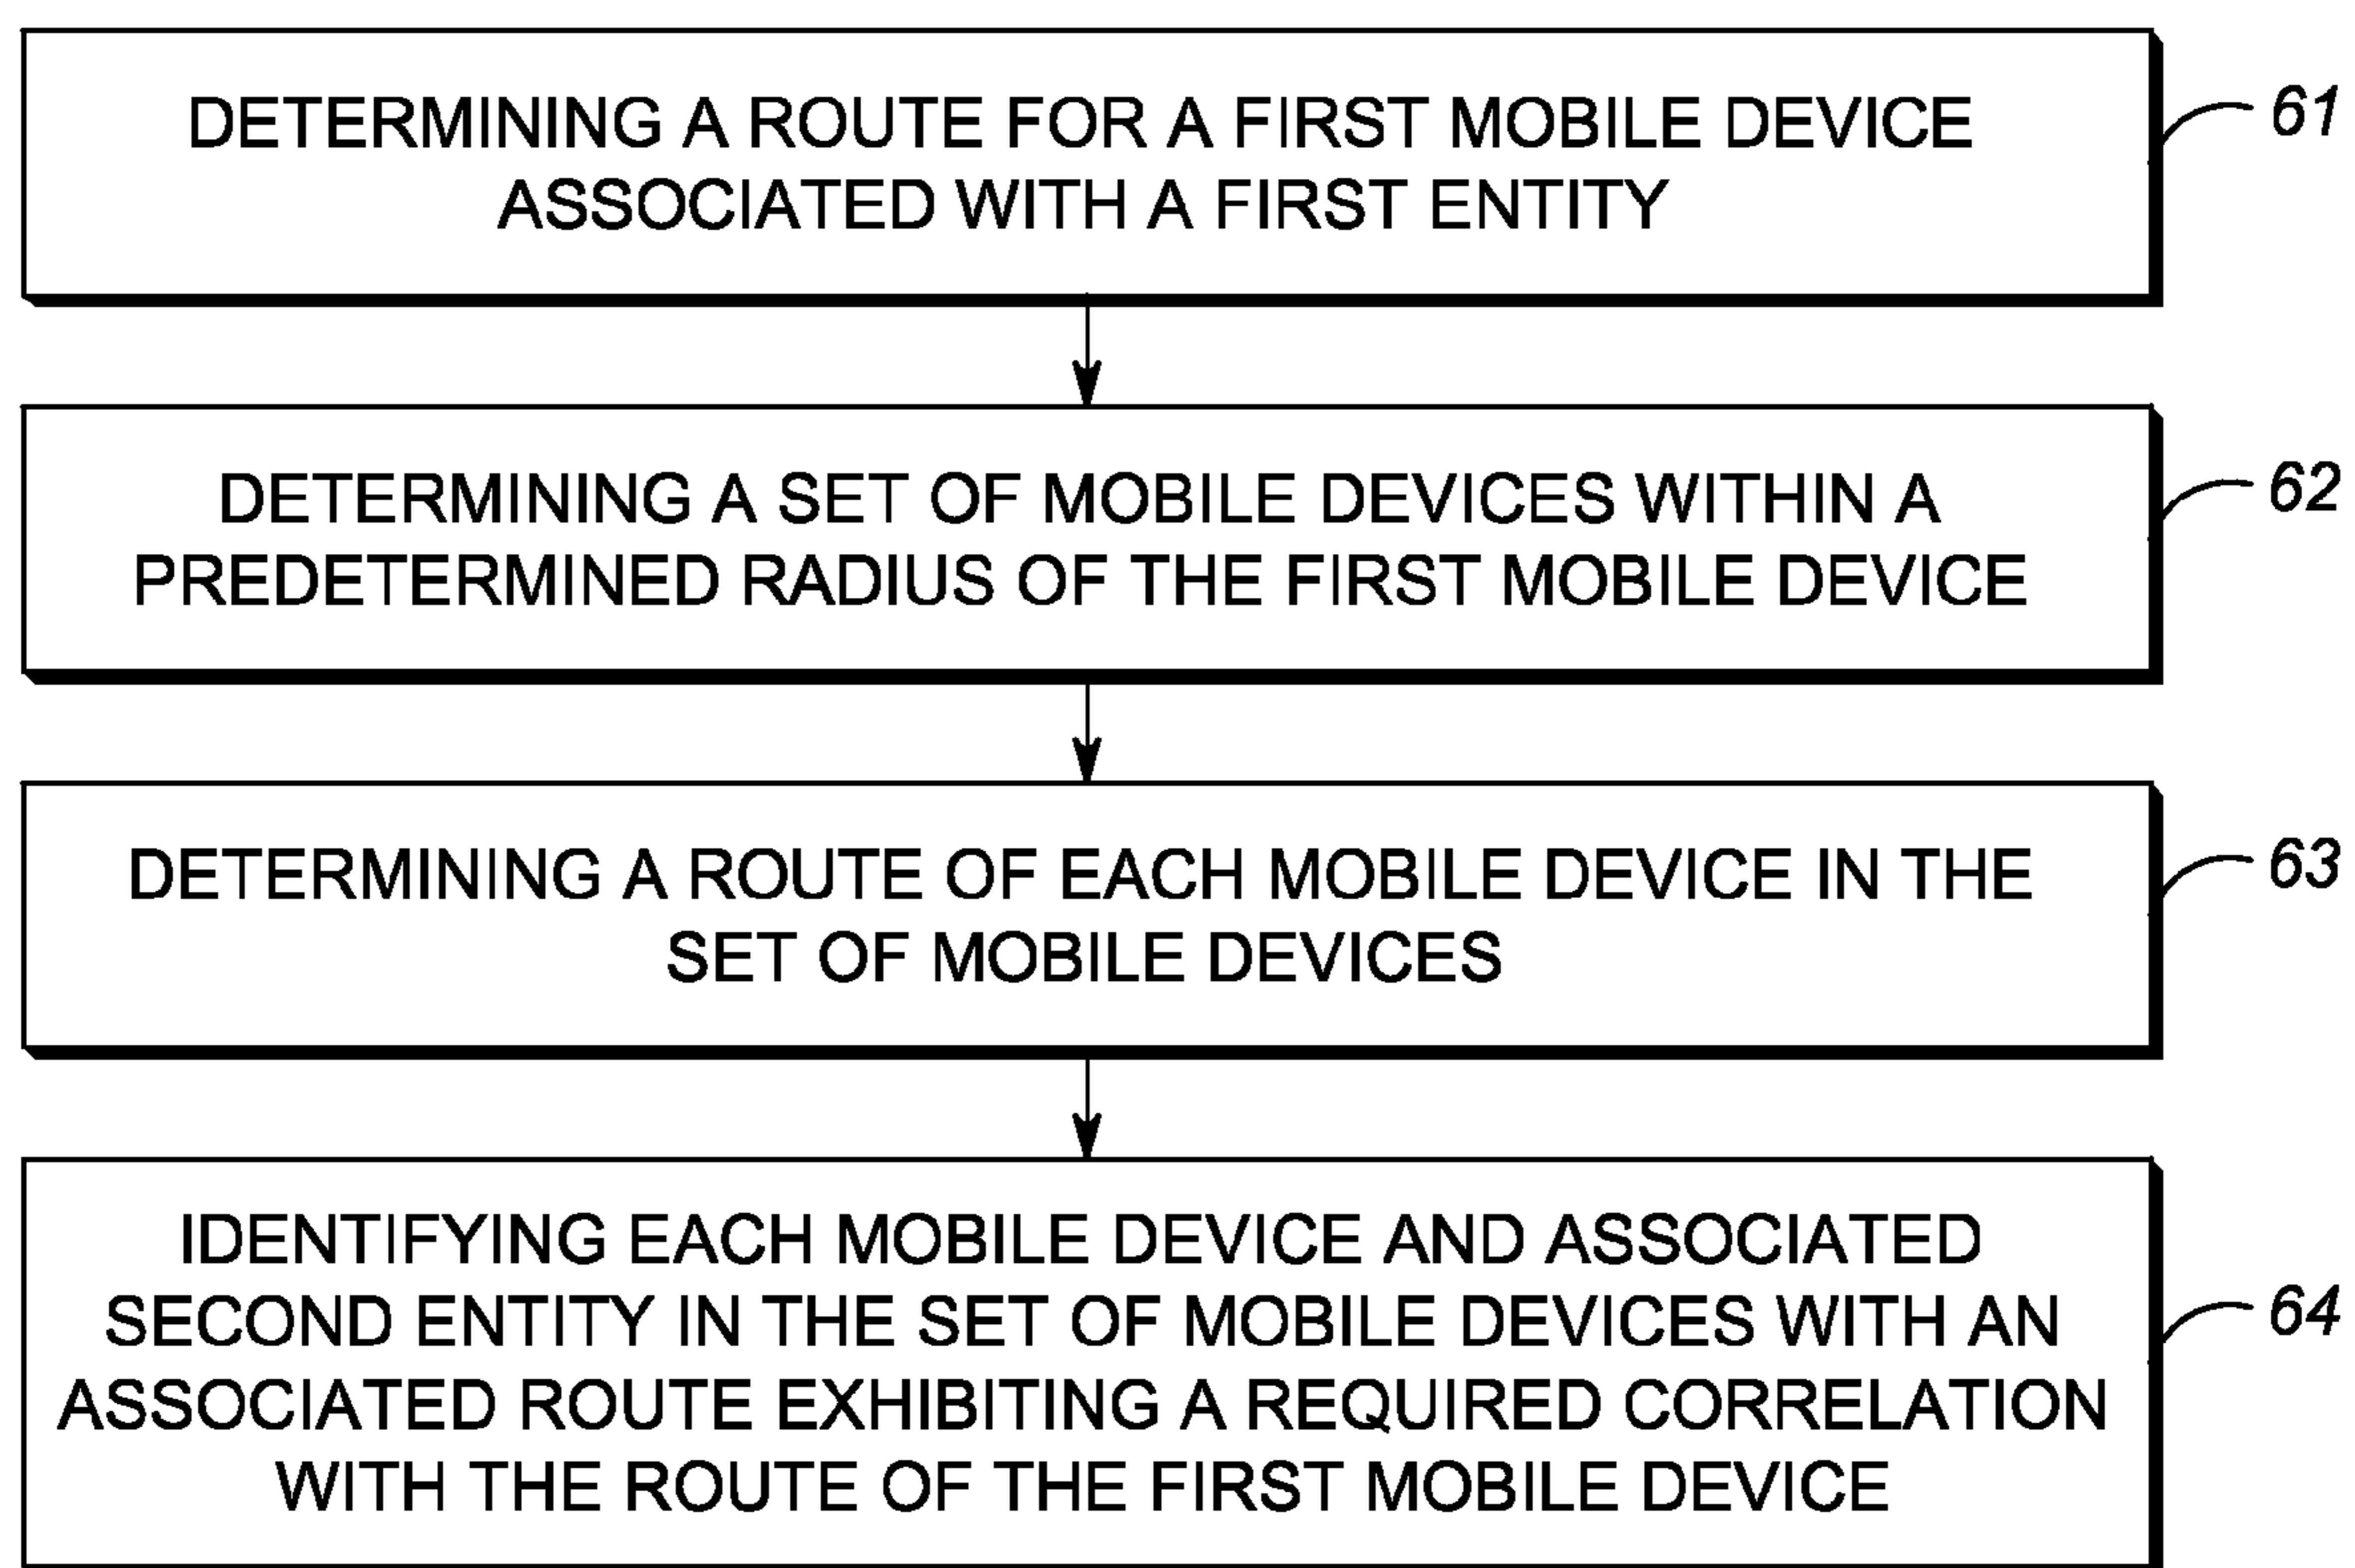 DETERMINING A ROUTE FOR A FIRST MOBILE DEVICE
ASSOCIATED WITH A FIRST ENTITY
61
DETERMINING A SET OF MOBILE DEVICES WITHIN A
PREDETERMINED RADIUS OF THE FIRST MOBILE DEVICE
62
DETERMINING A ROUTE OF EACH MOBILE DEVICE IN THE
SET OF MOBILE DEVICES
63
IDENTIFYING EACH MOBILE DEVICE AND ASSOCIATED
SECOND ENTITY IN THE SET OF MOBILE DEVICES WITH AN
ASSOCIATED ROUTE EXHIBITING A REQUIRED CORRELATION
WITH THE ROUTE OF THE FIRST MOBILE DEVICE
64